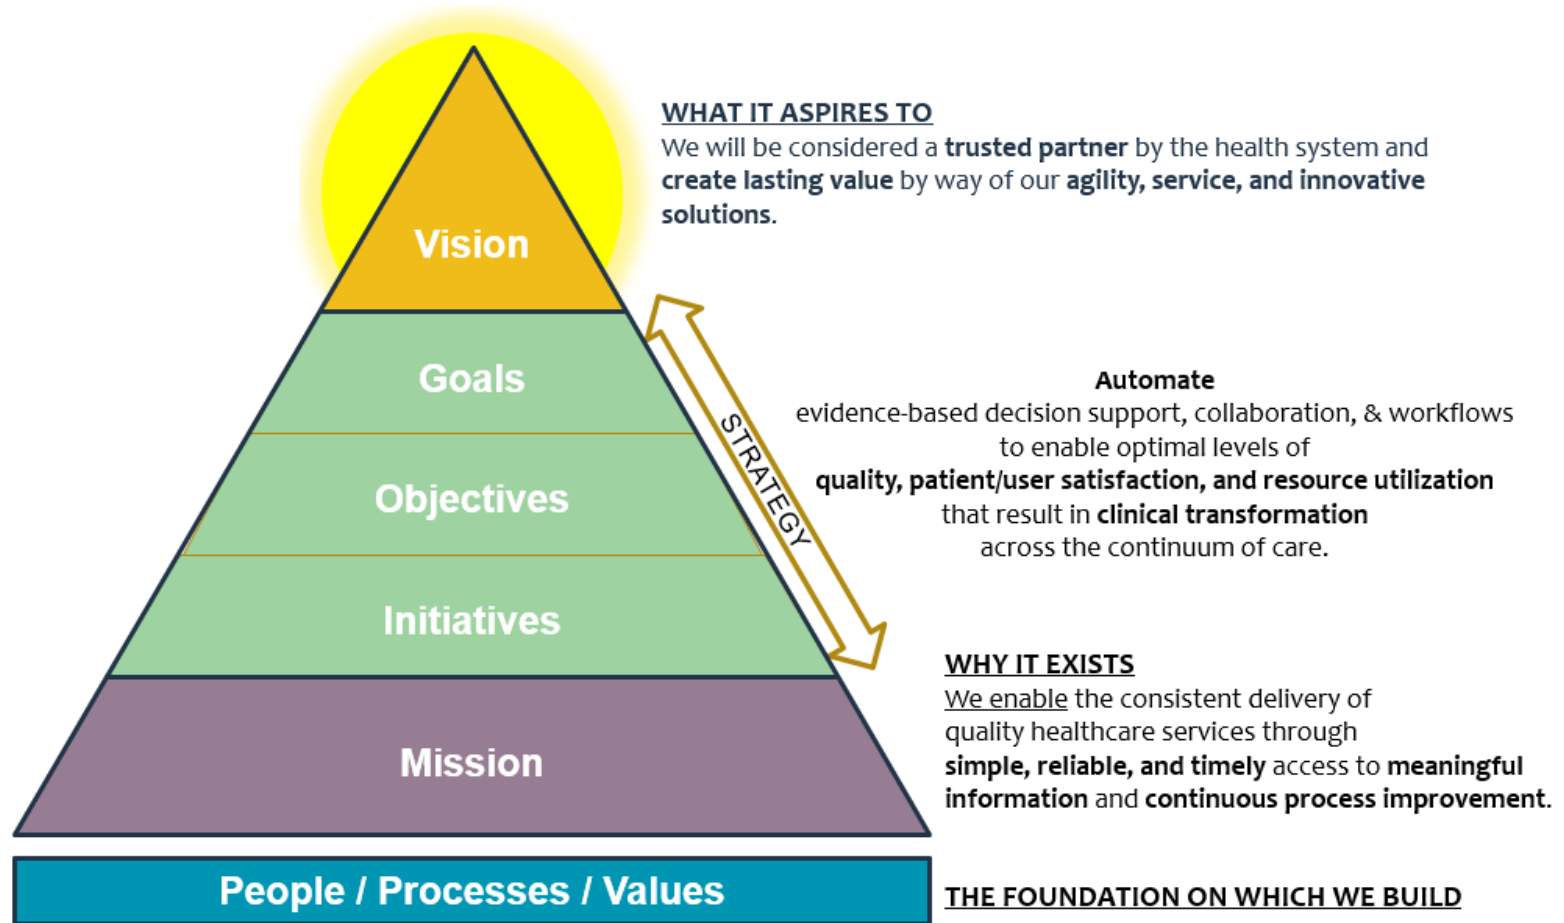 WHAT IT ASPIRES TO
We will be considered a trusted partner by the health system and
create lasting value by way of our agility, service, and innovative
solutions.
Vision
Goals
Objectives
Initiatives
STRATEGY
Automate
evidence-based decision support, collaboration, & workflows
to enable optimal levels of
quality, patient/user satisfaction, and resource utilization
that result in clinical transformation
across the continuum of care.
Mission
WHY IT EXISTS
We enable the consistent delivery of
quality healthcare services through
simple, reliable, and timely access to meaningful
information and continuous process improvement.
People / Processes / Values
THE FOUNDATION ON WHICH WE BUILD